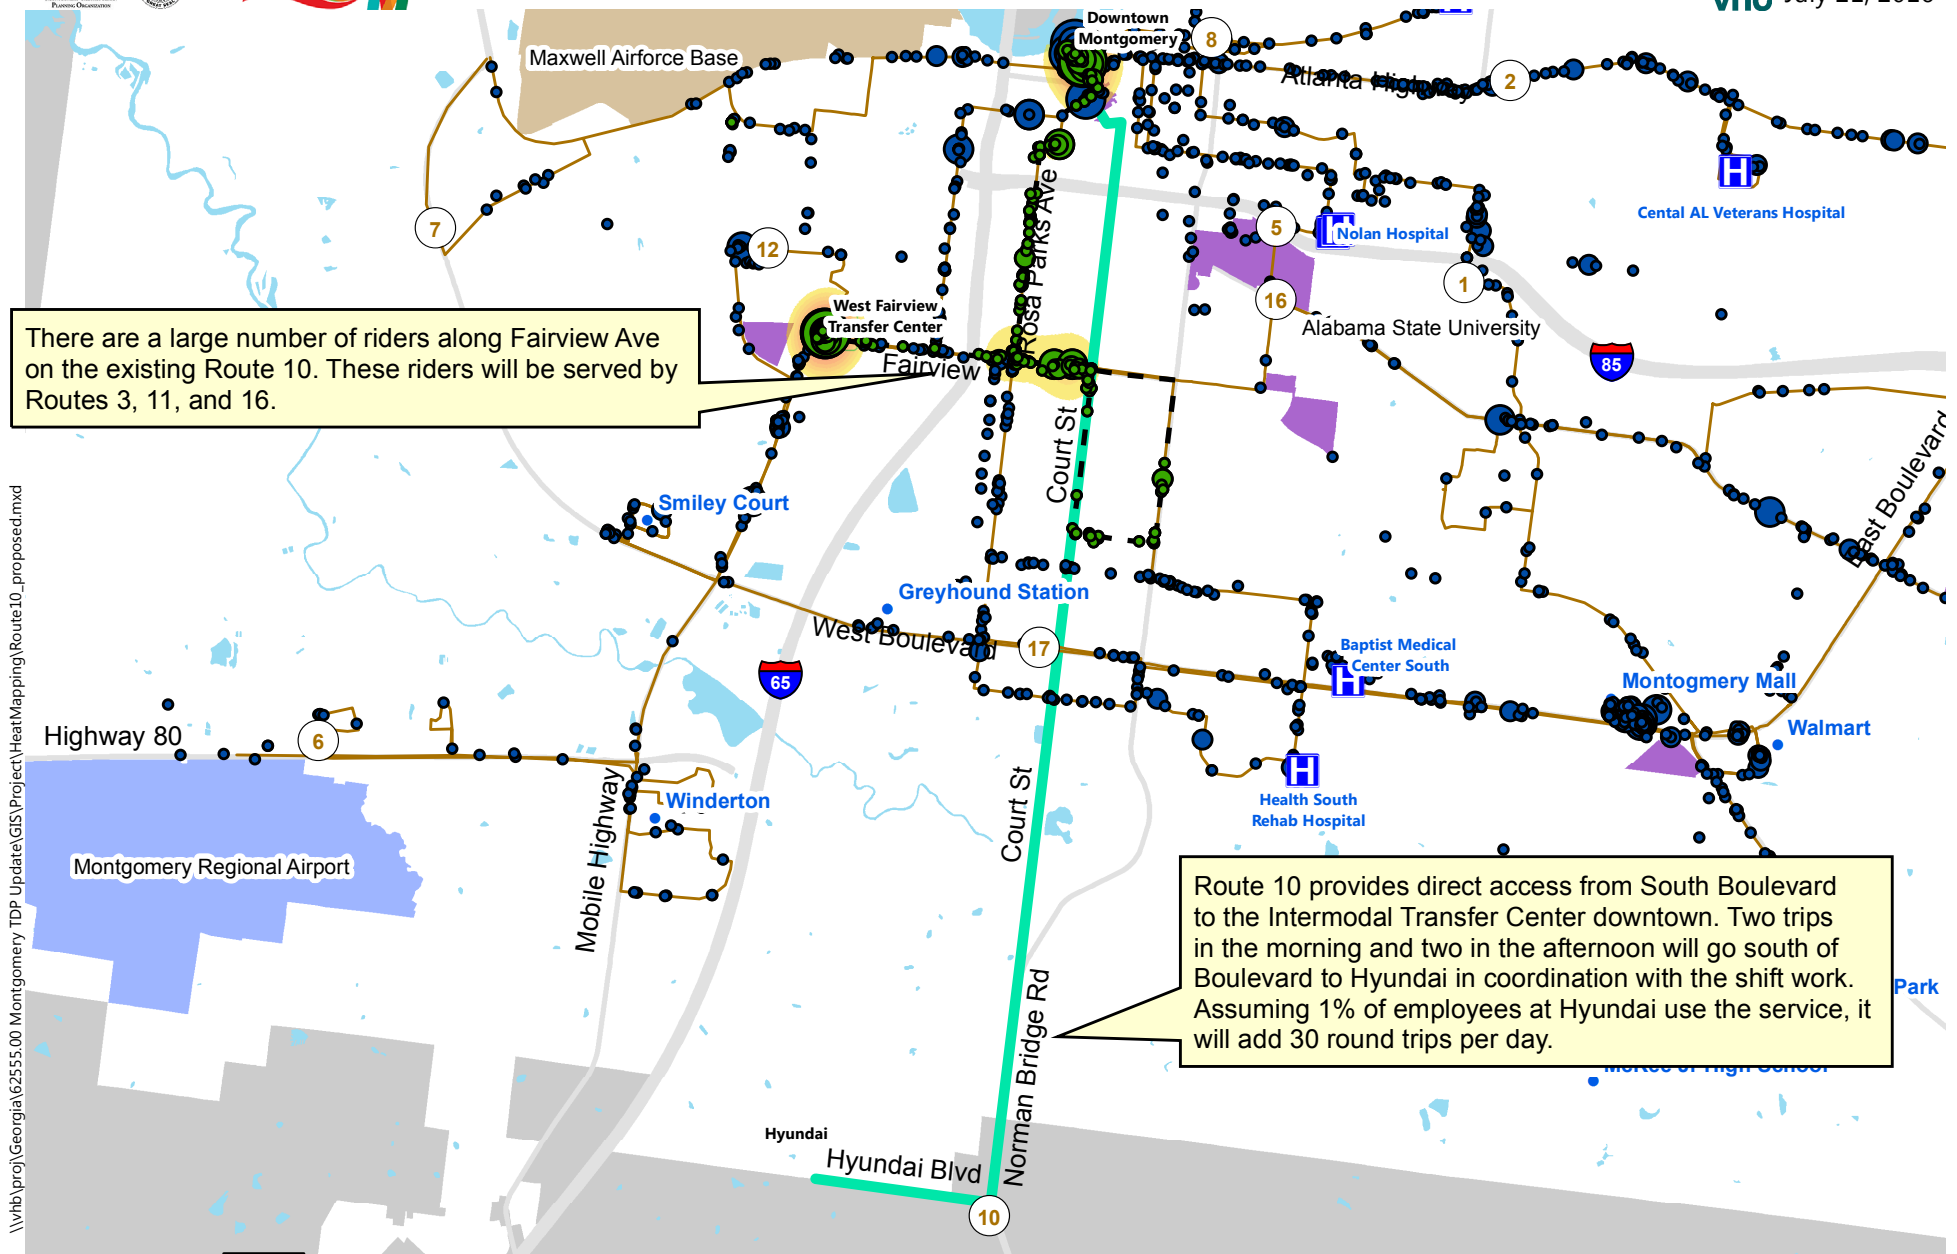 PLANNING ORGANIZATION
Downtown
Montgomery
8
Maxwell Airforce Base
Atlanta Highway
2
H
Cental AL Veterans Hospital
7
12
Rosa Parks Ave
5
H
Nolan Hospital
1
16
West Fairview
Transfer Center
Alabama State University
There are a large number of riders along Fairview Ave
on the existing Route 10. These riders will be served by
Routes 3, 11, and 16.
Fairview
85
Court St
East Boulevard
Smiley Court
Greyhound Station
West Boulevard
17
Baptist Medical
Center South
H
65
Montogmery Mall
Walmart
Highway 80
6
H
Health South
Rehab Hospital
Winderton
Mobile Highway
Court St
Montgomery Regional Airport
Route 10 provides direct access from South Boulevard
to the Intermodal Transfer Center downtown. Two trips
in the morning and two in the afternoon will go south of
Boulevard to Hyundai in coordination with the shift work.
Assuming 1% of employees at Hyundai use the service, it
will add 30 round trips per day.
Park
Norman Bridge Rd
Hyundai
Hyundai Blvd
10
\\vhb\proj\Georgia\62555.00 Montgomery TDP Update\GIS\Project\HeatMapping\Route10_proposed.mxd